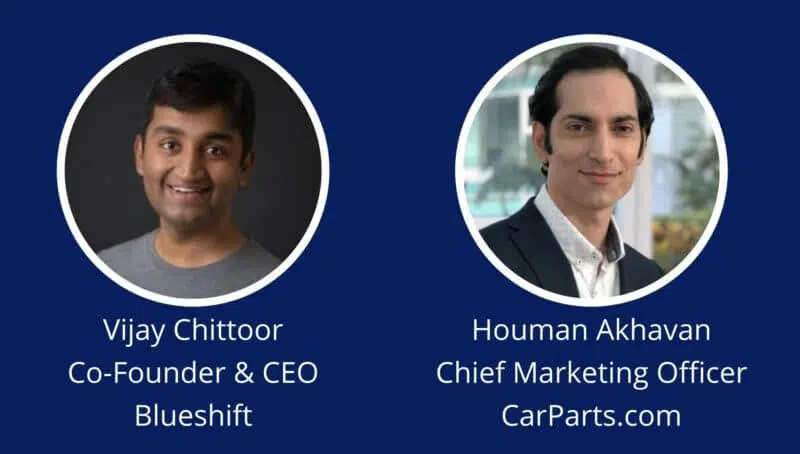 Vijay Chittoor
Co-Founder & CEO
Blueshift
Houman Akhavan
Chief Marketing Officer
CarParts.com